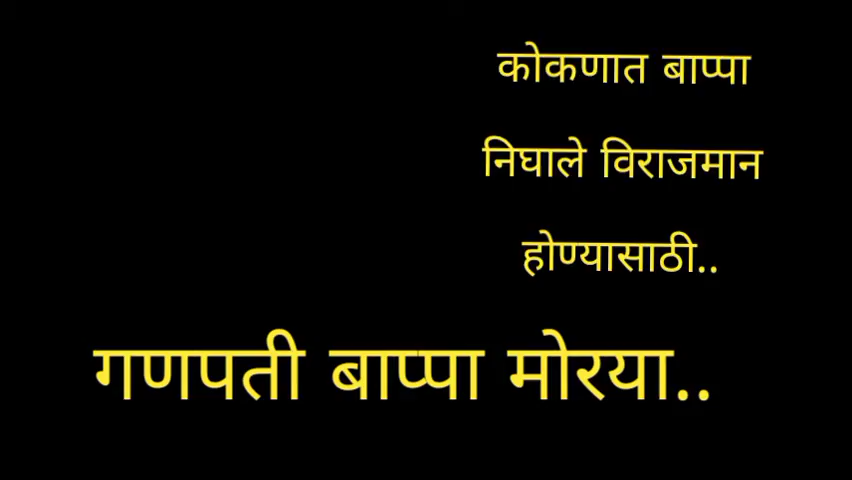 कोकणात बाप्पा
निघाले विराजमान
होण्यासाठी..
गणपती बाप्पा मोरया..